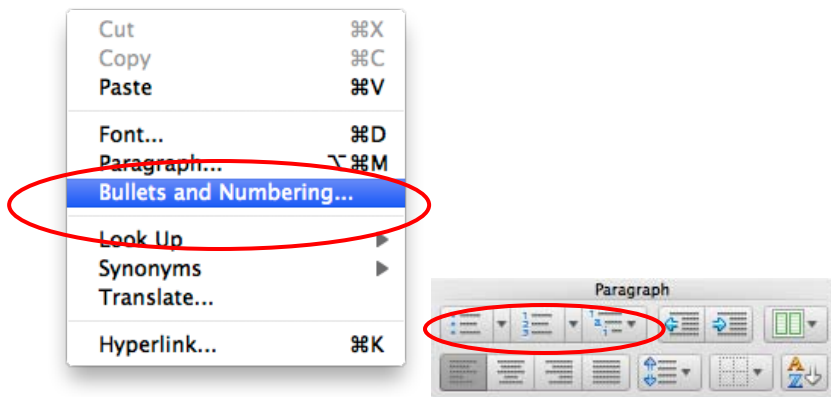 Cut ⌘X
Copy ⌘C
Paste ⌘V
Font... ⌘D
Paragraph... ⌥⌘M
Bullets and Numbering...
Look Up
Synonyms
Translate...
Hyperlink... ⌘K
Paragraph